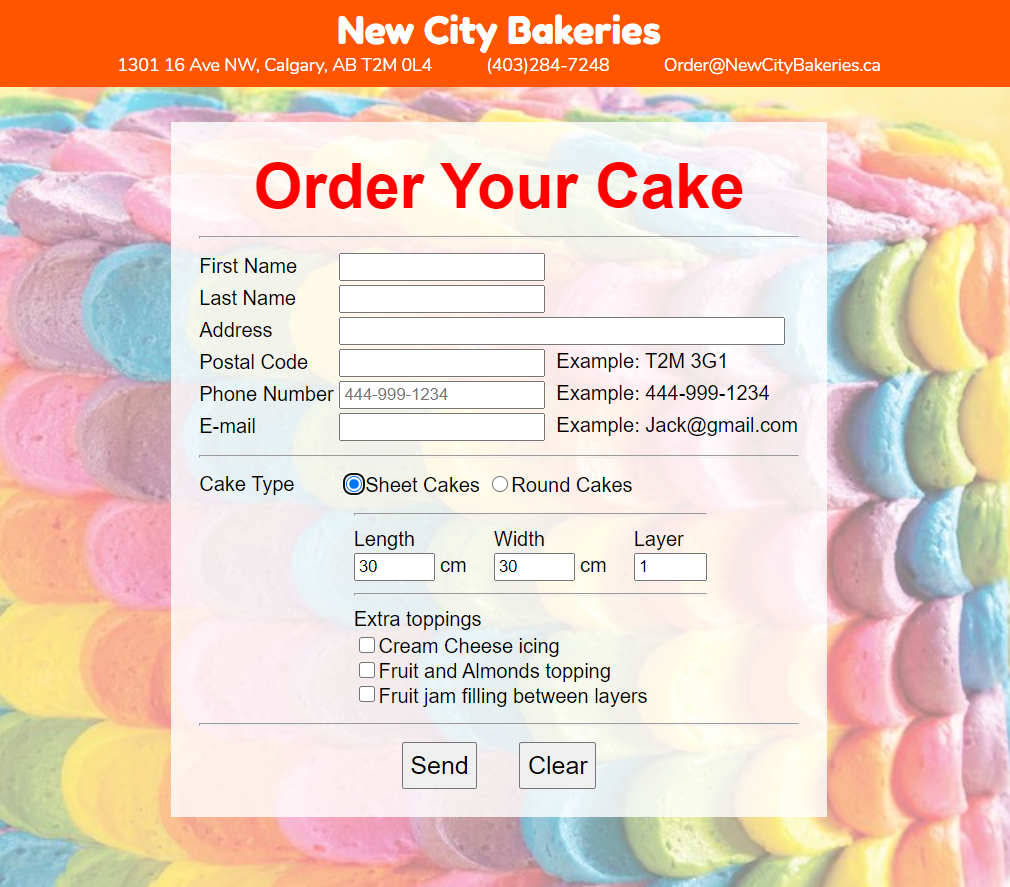 New City Bakeries
1301 16 Ave NW, Calgary, AB T2M 0L4 (403)284-7248 Order@NewCityBakeries.ca
Order Your Cake
First Name
Last Name
Address
Postal Code Example: T2M 3G1
Phone Number 444-999-1234 Example: 444-999-1234
E-mail Example: Jack@gmail.com
Cake Type Sheet Cakes Round Cakes
Length Width Layer
30 cm 30 cm 1
Extra toppings
Cream Cheese icing
Fruit and Almonds topping
Fruit jam filling between layers
Send Clear